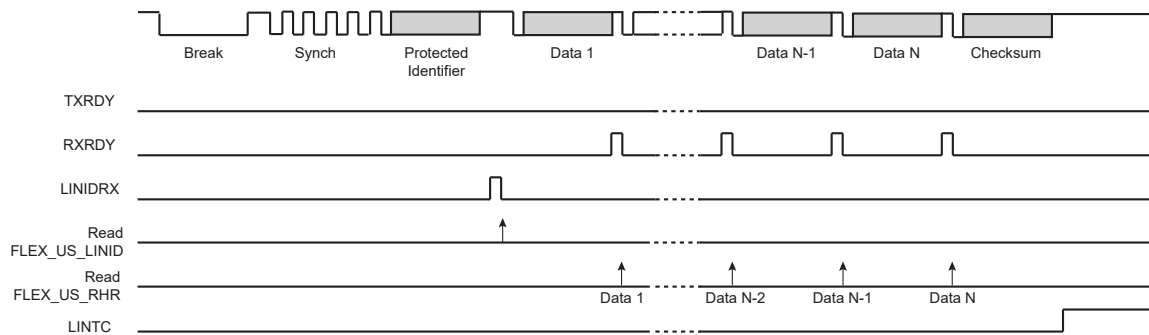 Break
Synch
Protected
Identifier
Data 1
Data N-1
Data N
Checksum
TXRDY
RXRDY
LINIDRX
Read
FLEX_US_LINID
Read
FLEX_US_RHR
Data 1
Data N-2
Data N-1
Data N
LINTC